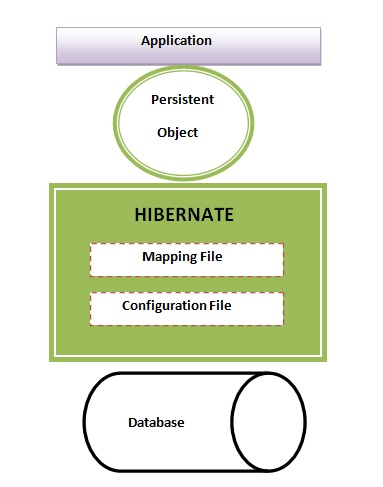 Application
Persistent
Object
HIBERNATE
Mapping File
Configuration File
Database